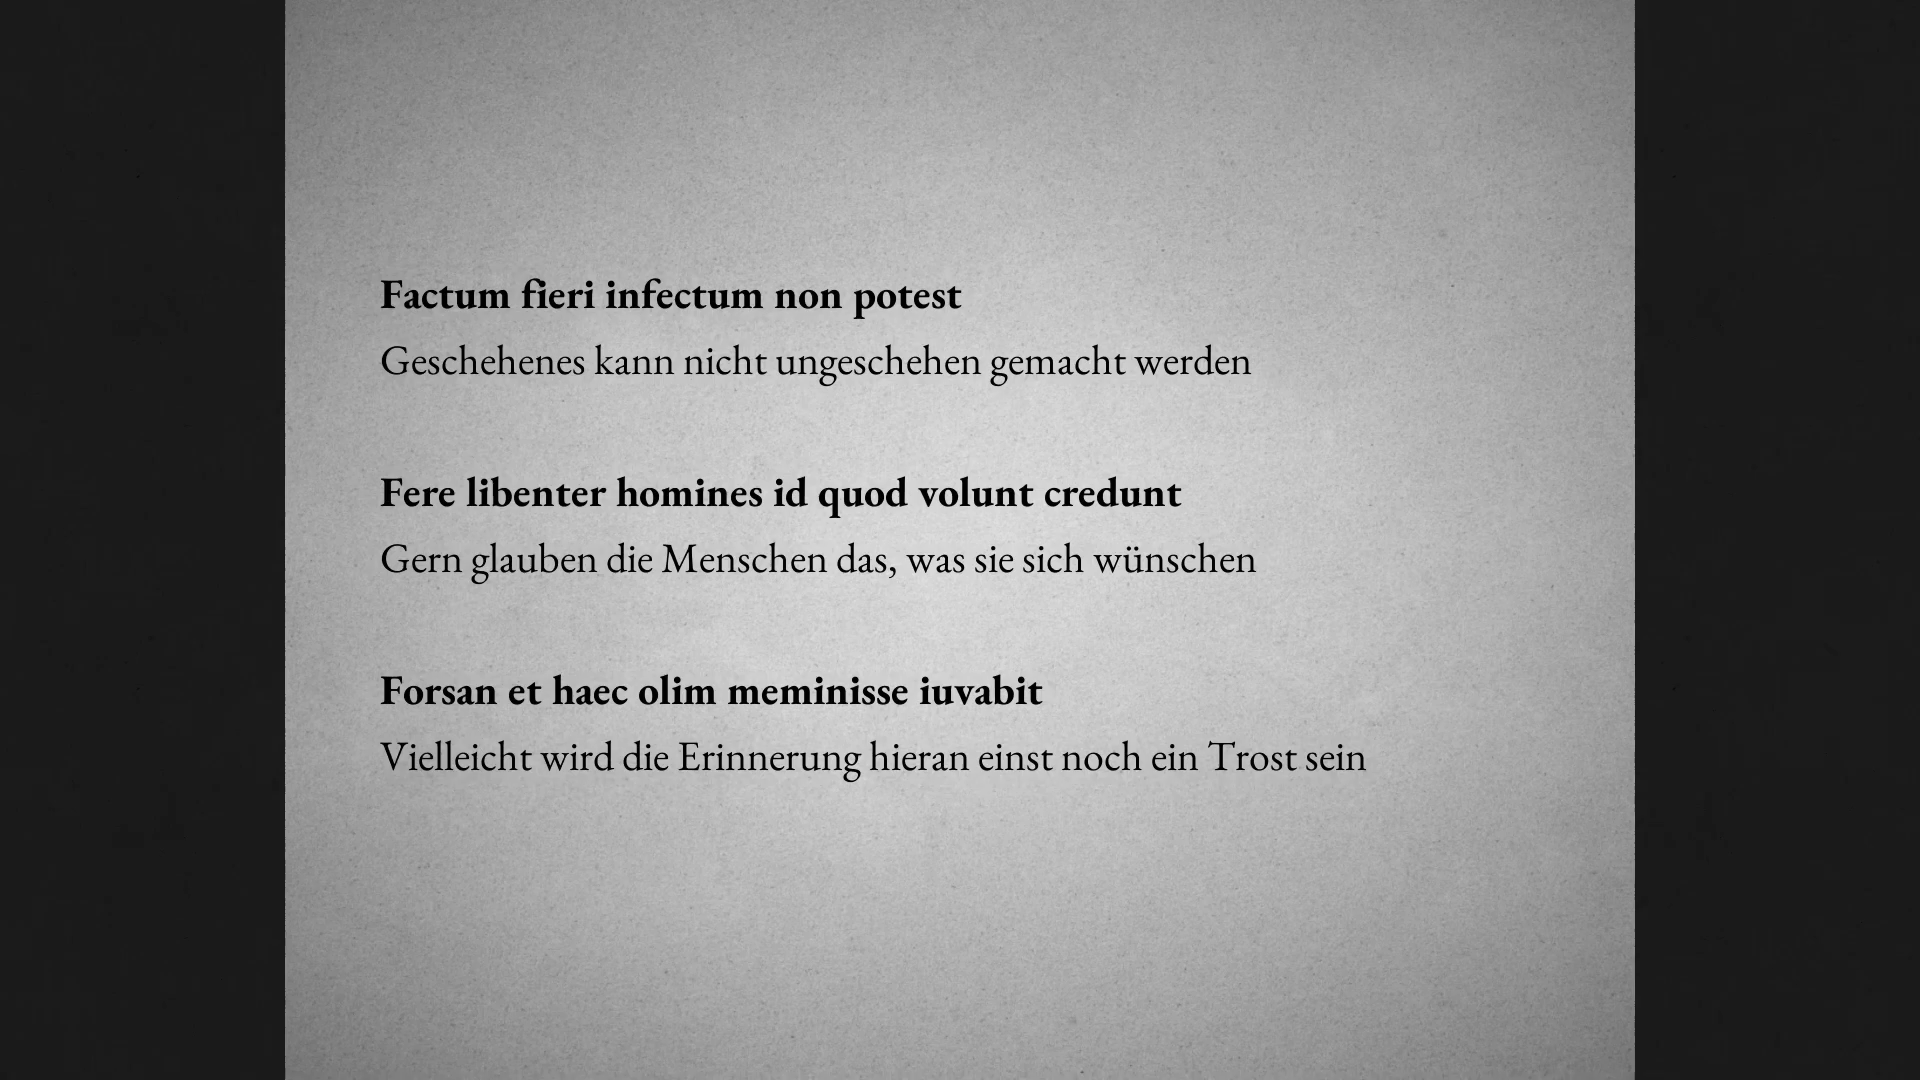 Factum fieri infectum non potest
Geschehenes kann nicht ungeschehen gemacht werden
Fere libenter homines id quod volunt credunt
Gern glauben die Menschen das, was sie sich wünschen
Forsan et haec olim meminisse iuvabit
Vielleicht wird die Erinnerung hieran einst noch ein Trost sein